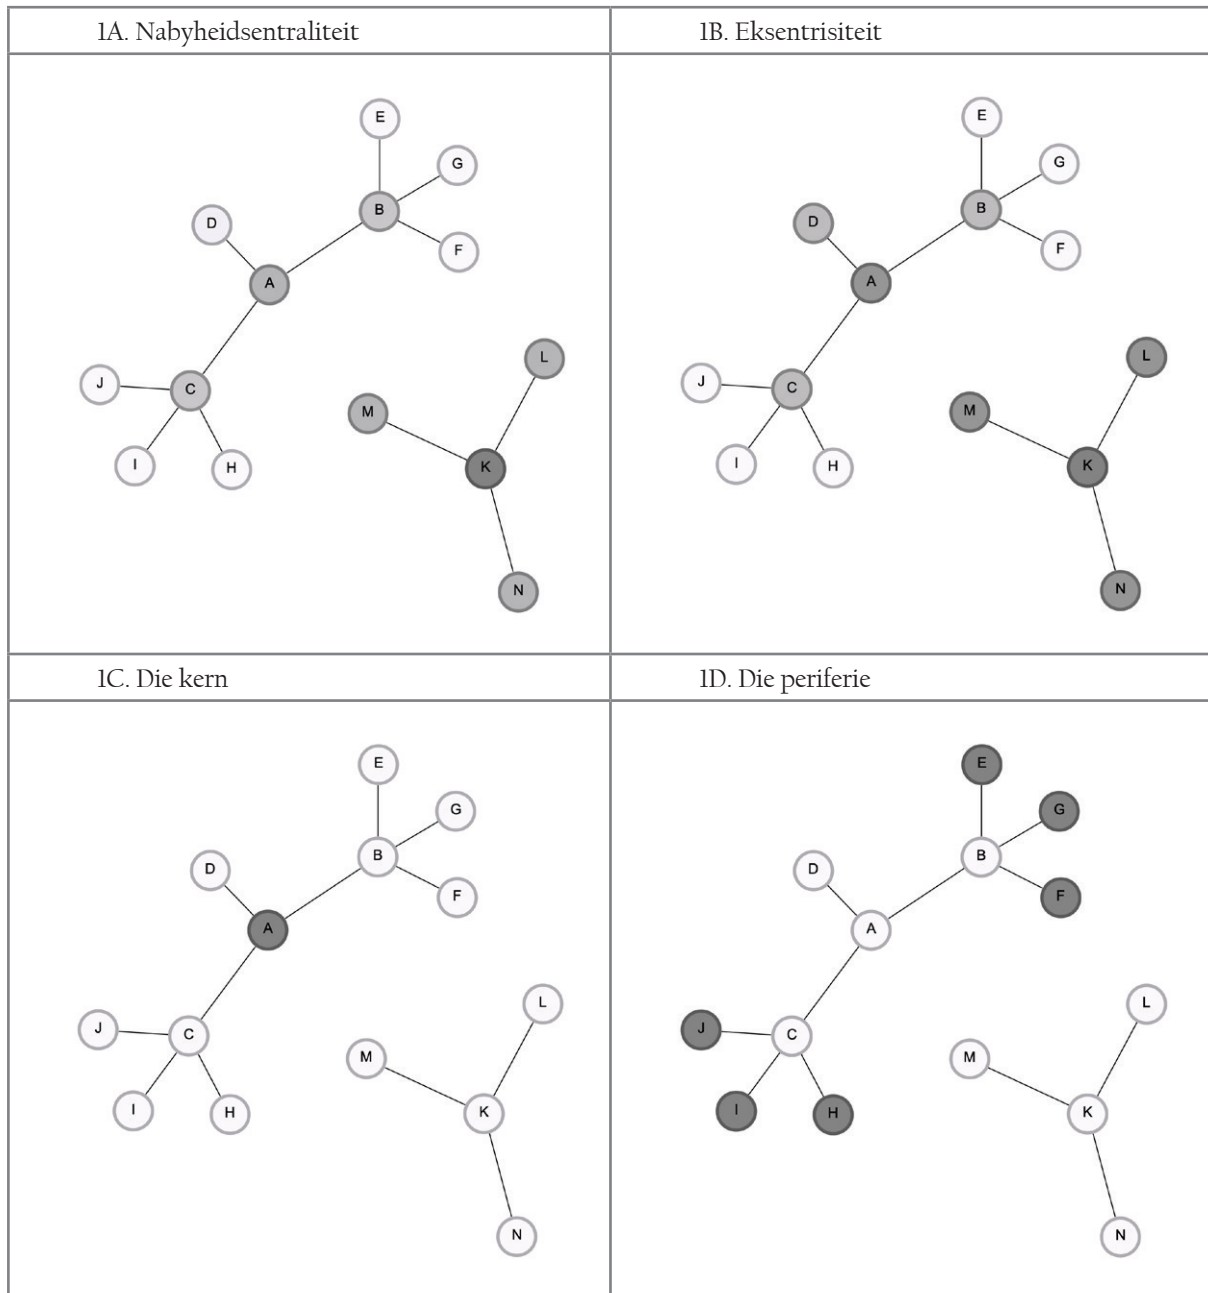 1A. Nabyheidsentraliteit
1B. Eksentrisiteit
E
G
B
D
F
A
L
J
C
M
I
H
K
N
E
G
B
D
F
A
L
J
C
M
I
H
K
N
1C. Die kern
1D. Die periferie
E
G
B
D
F
A
L
J
C
M
I
H
K
N
E
G
B
D
F
A
L
J
C
M
I
H
K
N